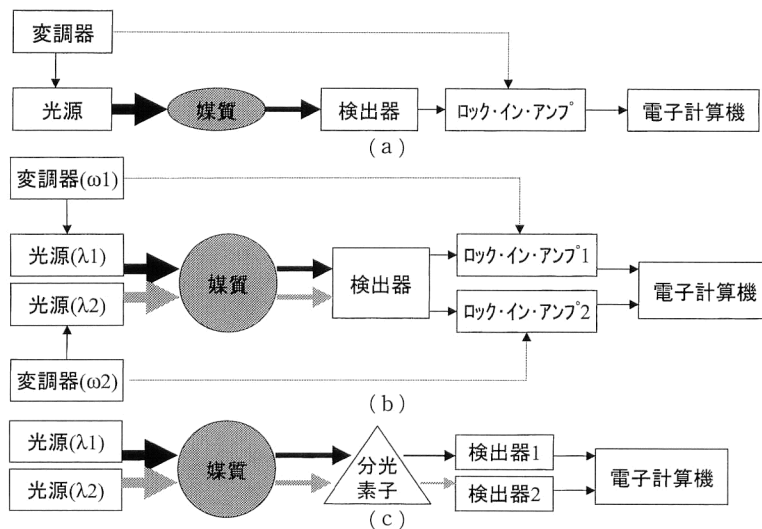 変調器
光源
媒質
検出器
ロック・イン・アンプ
電子計算機
(a)
変調器(ω1)
光源(λ1)
光源(λ2)
変調器(ω2)
媒質
検出器
ロック・イン・アンプ1
ロック・イン・アンプ2
電子計算機
(b)
光源(λ1)
光源(λ2)
媒質
分光
素子
検出器1
検出器2
電子計算機
(c)